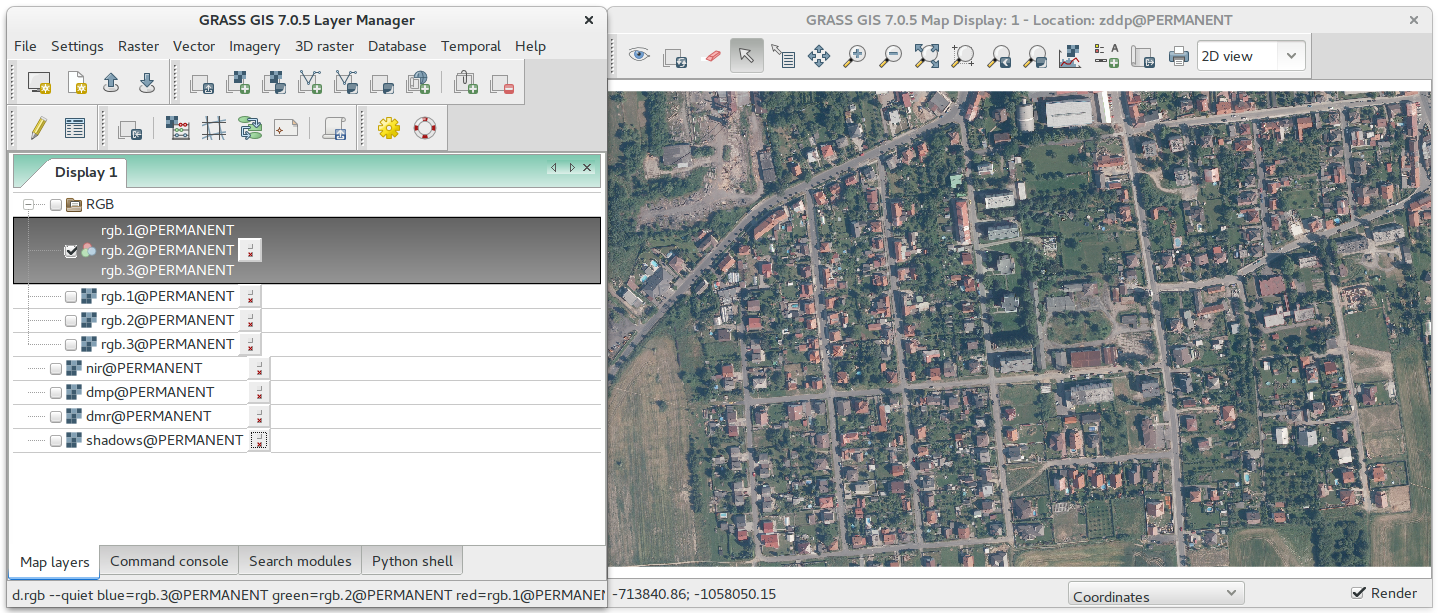 GRASS GIS 7.0.5 Layer Manager
File Settings Raster Vector Imagery 3D raster Database Temporal Help
Display 1
RGB
rgb.1@PERMANENT
rgb.2@PERMANENT
rgb.3@PERMANENT
rgb.1@PERMANENT
rgb.2@PERMANENT
rgb.3@PERMANENT
nir@PERMANENT
dmp@PERMANENT
dmr@PERMANENT
shadows@PERMANENT
Map layers Command console Search modules Python shell
d.rgb --quiet blue=rgb.3@PERMANENT green=rgb.2@PERMANENT red=rgb.1@PERMANEN
GRASS GIS 7.0.5 Map Display: 1 - Location: zddp@PERMANENT
2D view
-713840.86; -1058050.15
Coordinates
Render